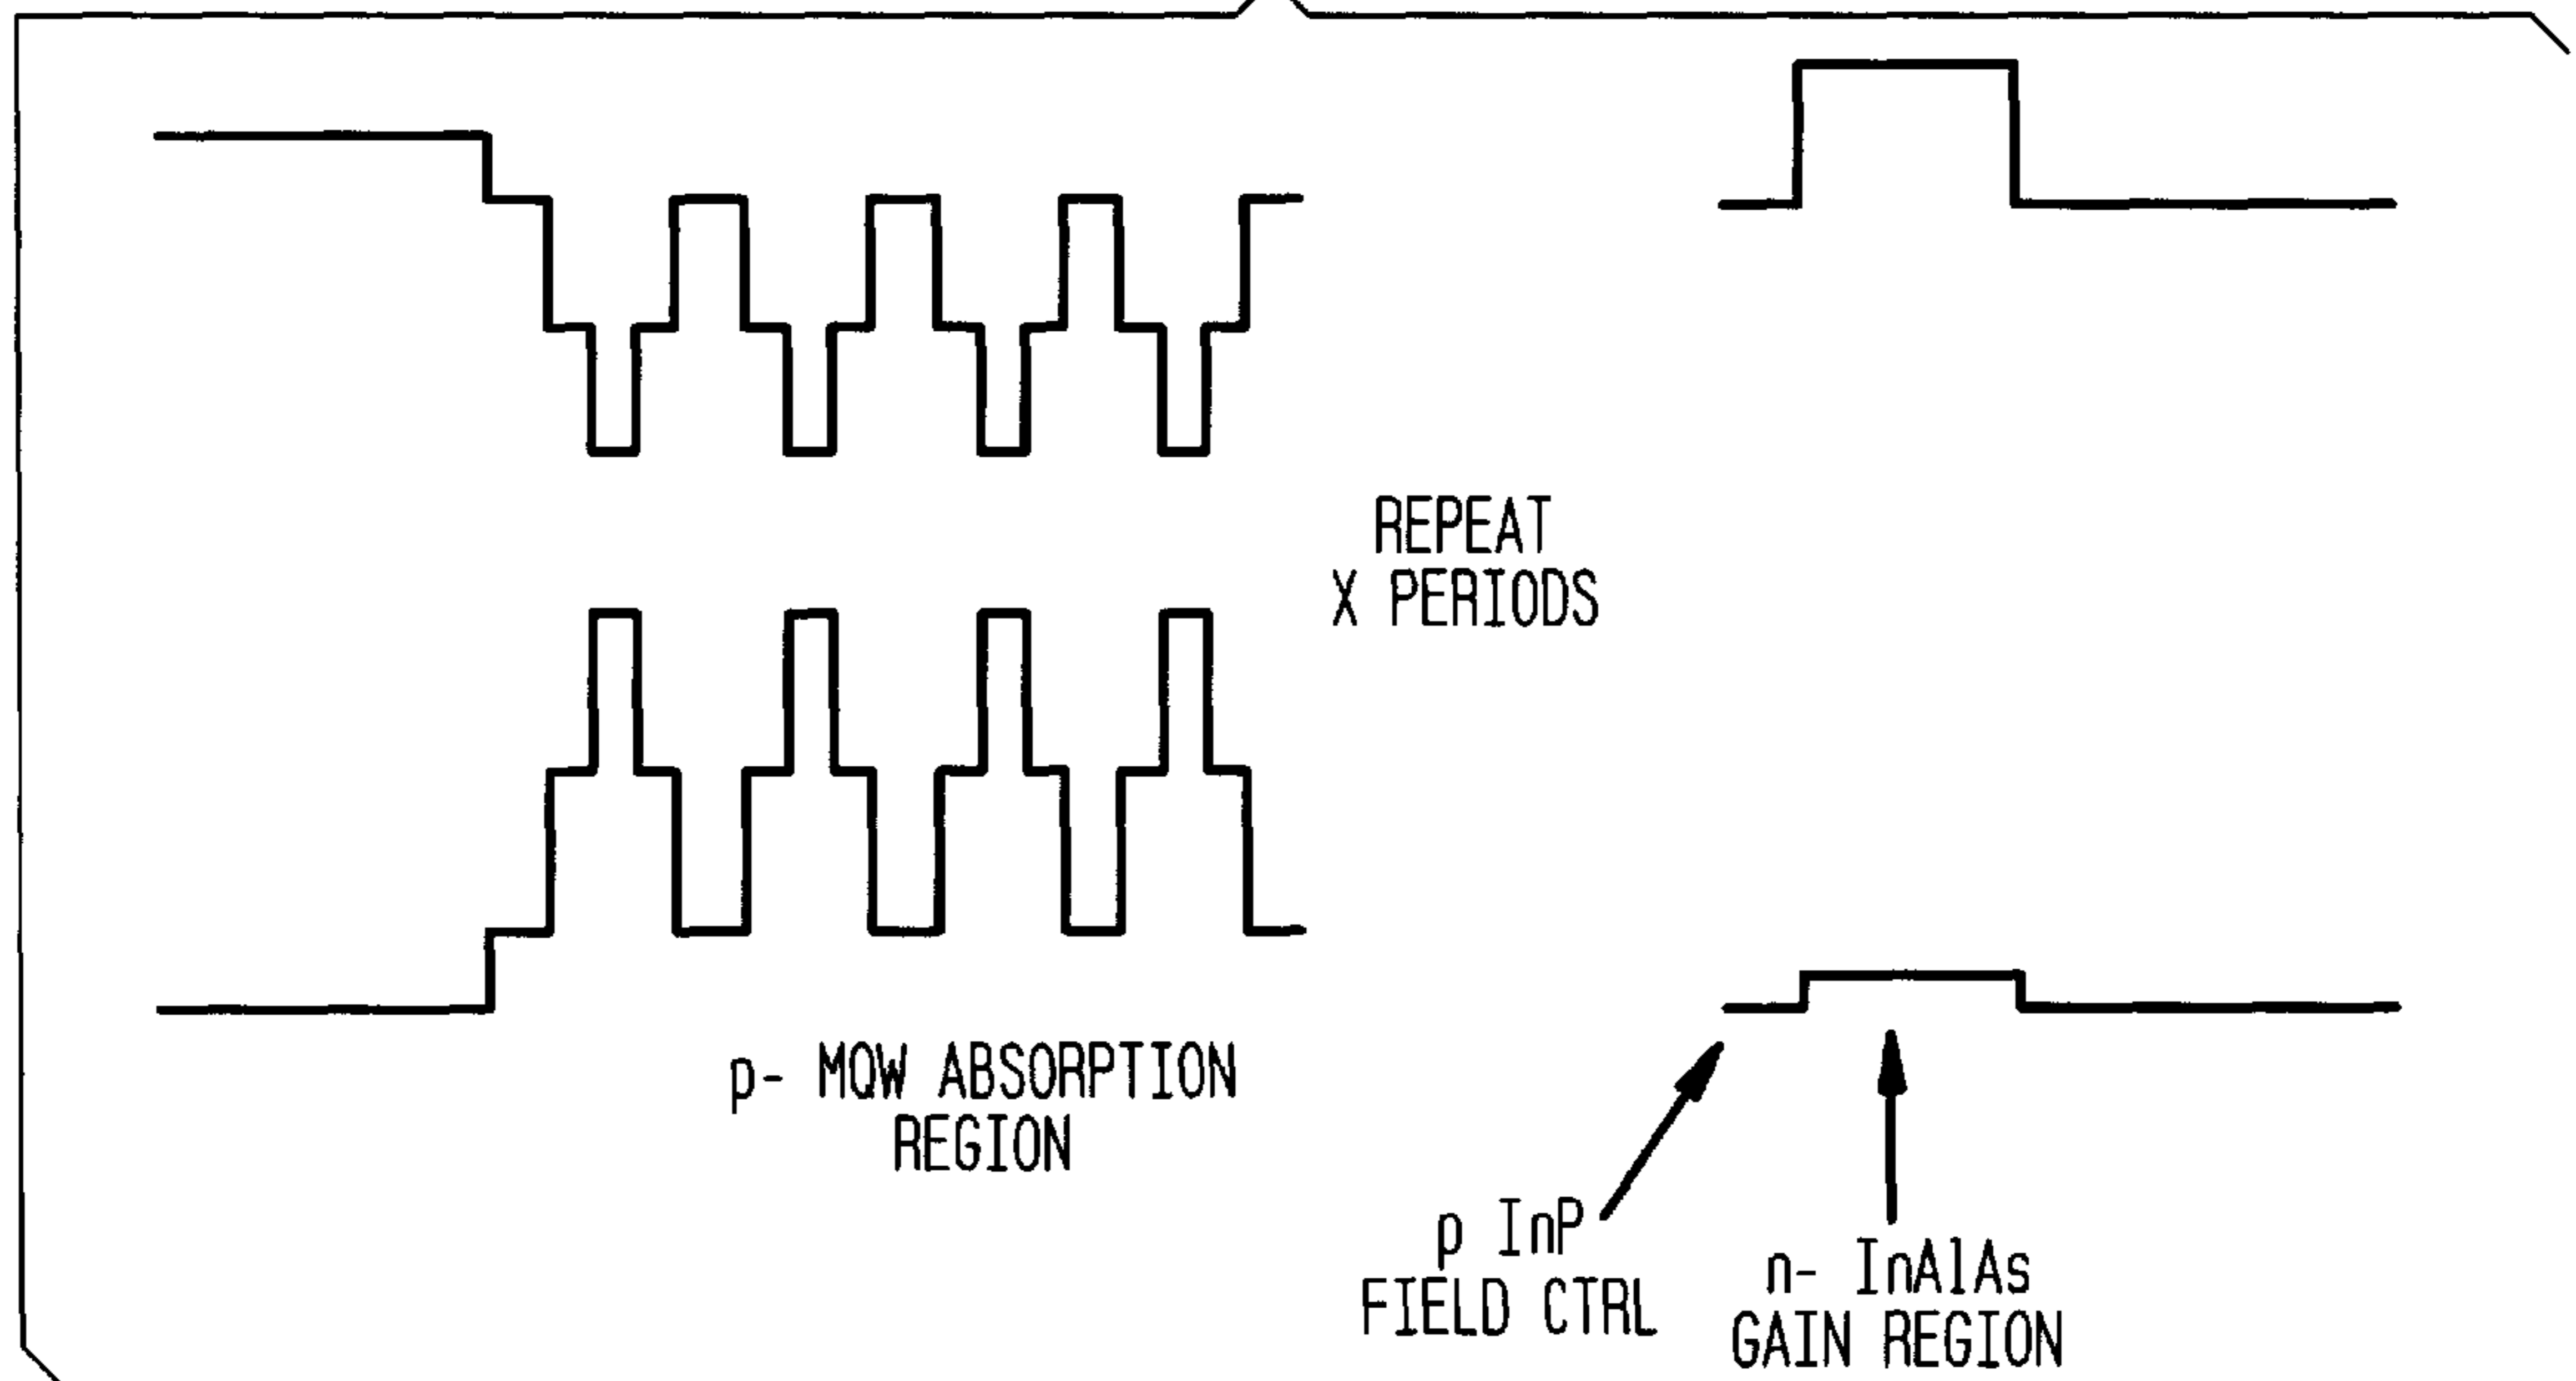 REPEAT
X PERIODS
p- MQW ABSORPTION
REGION
p InP
FIELD CTRL
n- InAlAs
GAIN REGION